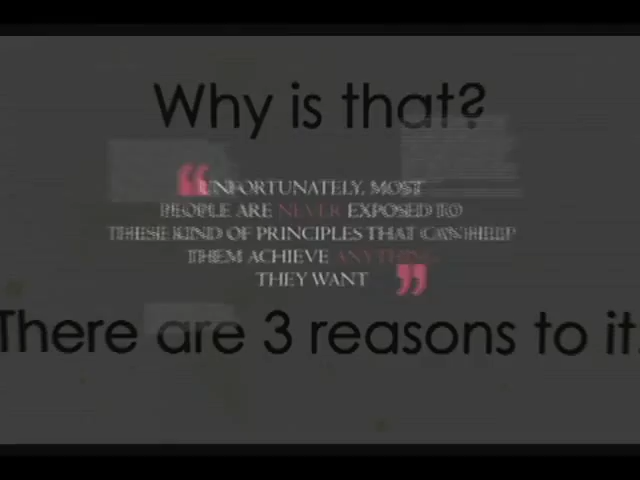 Why is that?
“UNFORTUNATELY, MOST
PEOPLE ARE NEVER EXPOSED TO
THESE KIND OF PRINCIPLES THAT CAN HELP
THEM ACHIEVE ANYTHING
THEY WANT”
There are 3 reasons to it.